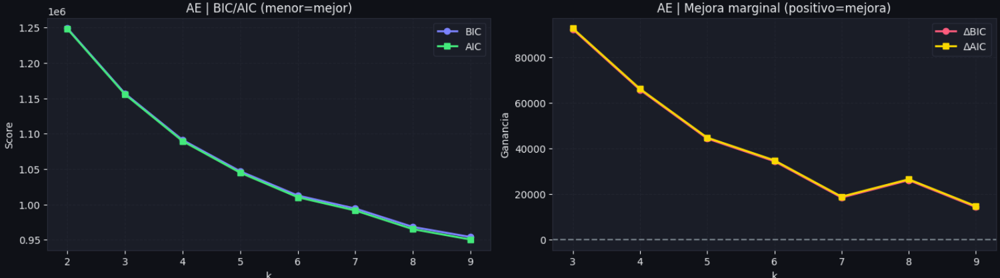 AE | BIC/AIC (menor=mejor)
1e6
1.25
1.20
1.15
1.10
1.05
1.00
0.95
Score
2 3 4 5 6 7 8 9
k
BIC
AIC
AE | Mejora marginal (positivo=mejora)
80000
60000
40000
20000
0
Ganancia
3 4 5 6 7 8 9
k
ΔBIC
ΔAIC